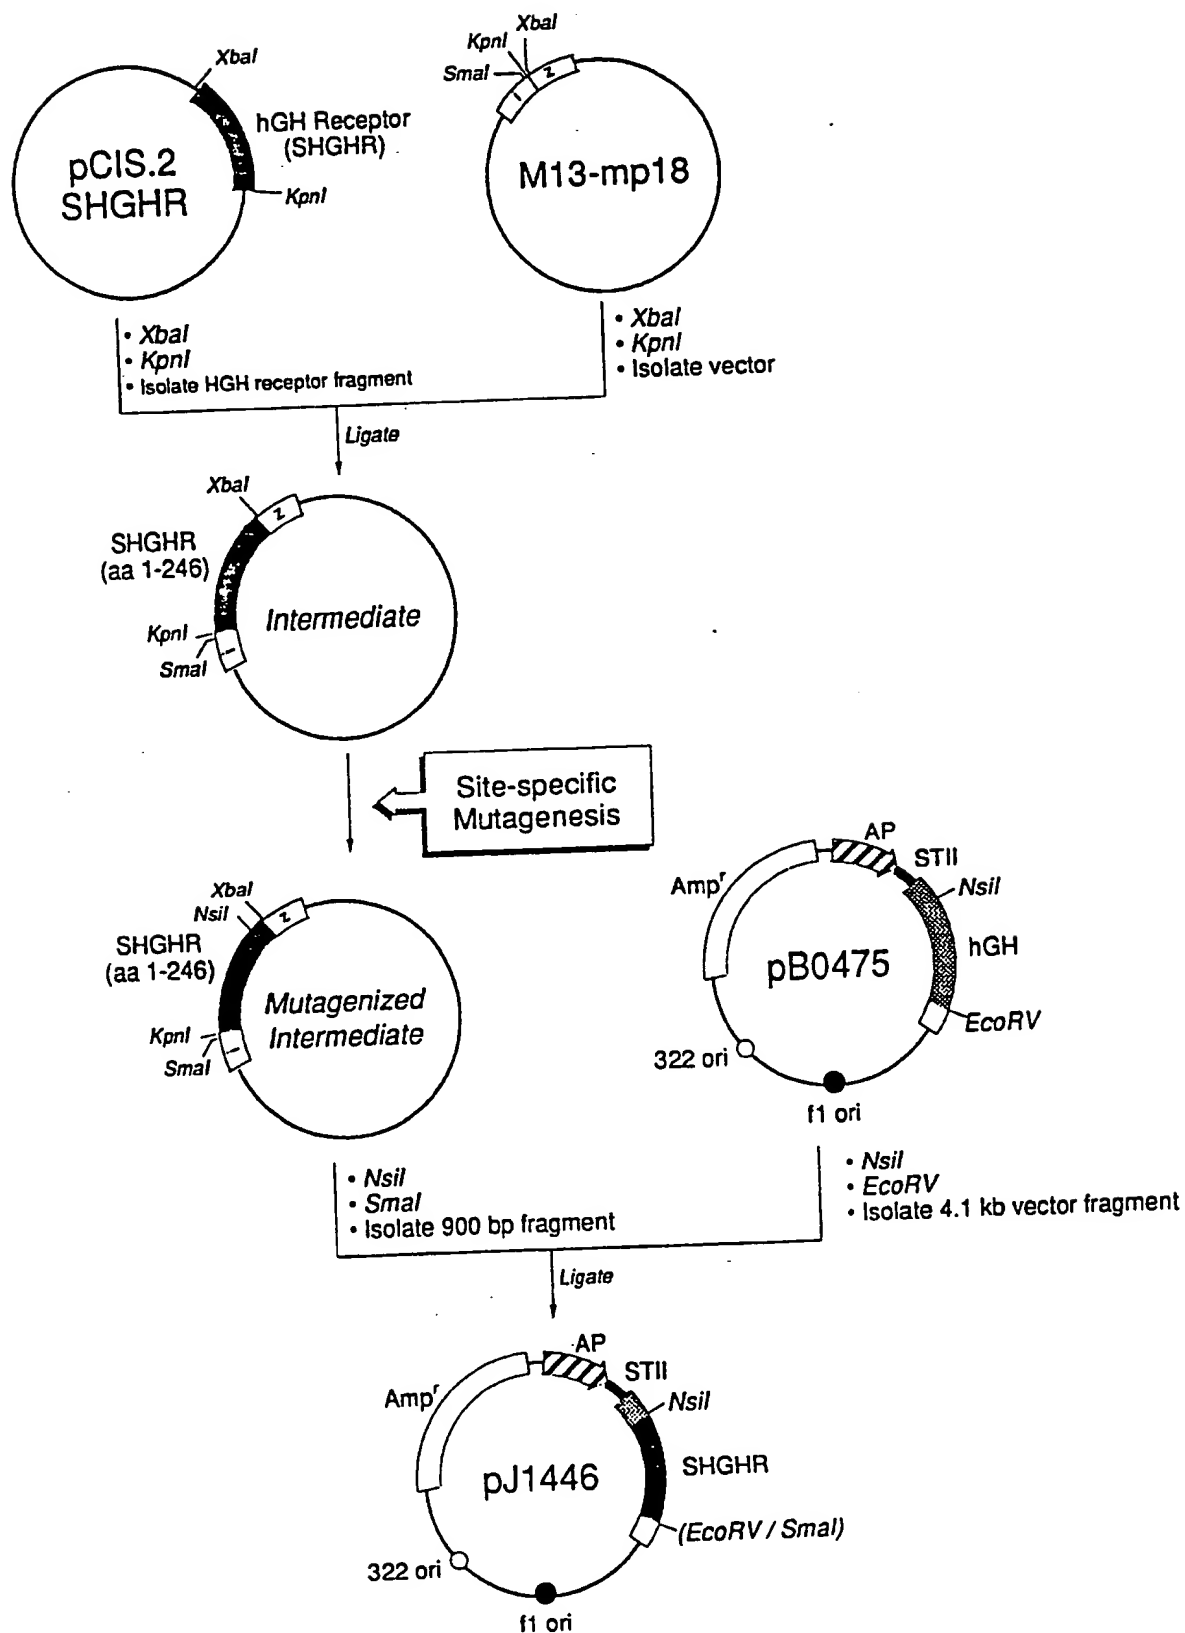 XbaI
hGH Receptor
(SHGHR)
KpnI
pCIS.2
SHGHR
XbaI
KpnI
SmaI
i
z
M13-mp18
• XbaI
• KpnI
• Isolate HGH receptor fragment
• XbaI
• KpnI
• Isolate vector
Ligate
XbaI
z
SHGHR
(aa 1-246)
KpnI
SmaI
i
Intermediate
Site-specific
Mutagenesis
XbaI
NsiI
z
SHGHR
(aa 1-246)
KpnI
SmaI
i
Mutagenized
Intermediate
AP
STII
NsiI
Ampr
hGH
pB0475
EcoRV
322 ori
f1 ori
• NsiI
• SmaI
• Isolate 900 bp fragment
• NsiI
• EcoRV
• Isolate 4.1 kb vector fragment
Ligate
AP
STII
NsiI
Ampr
SHGHR
pJ1446
(EcoRV / SmaI)
322 ori
f1 ori